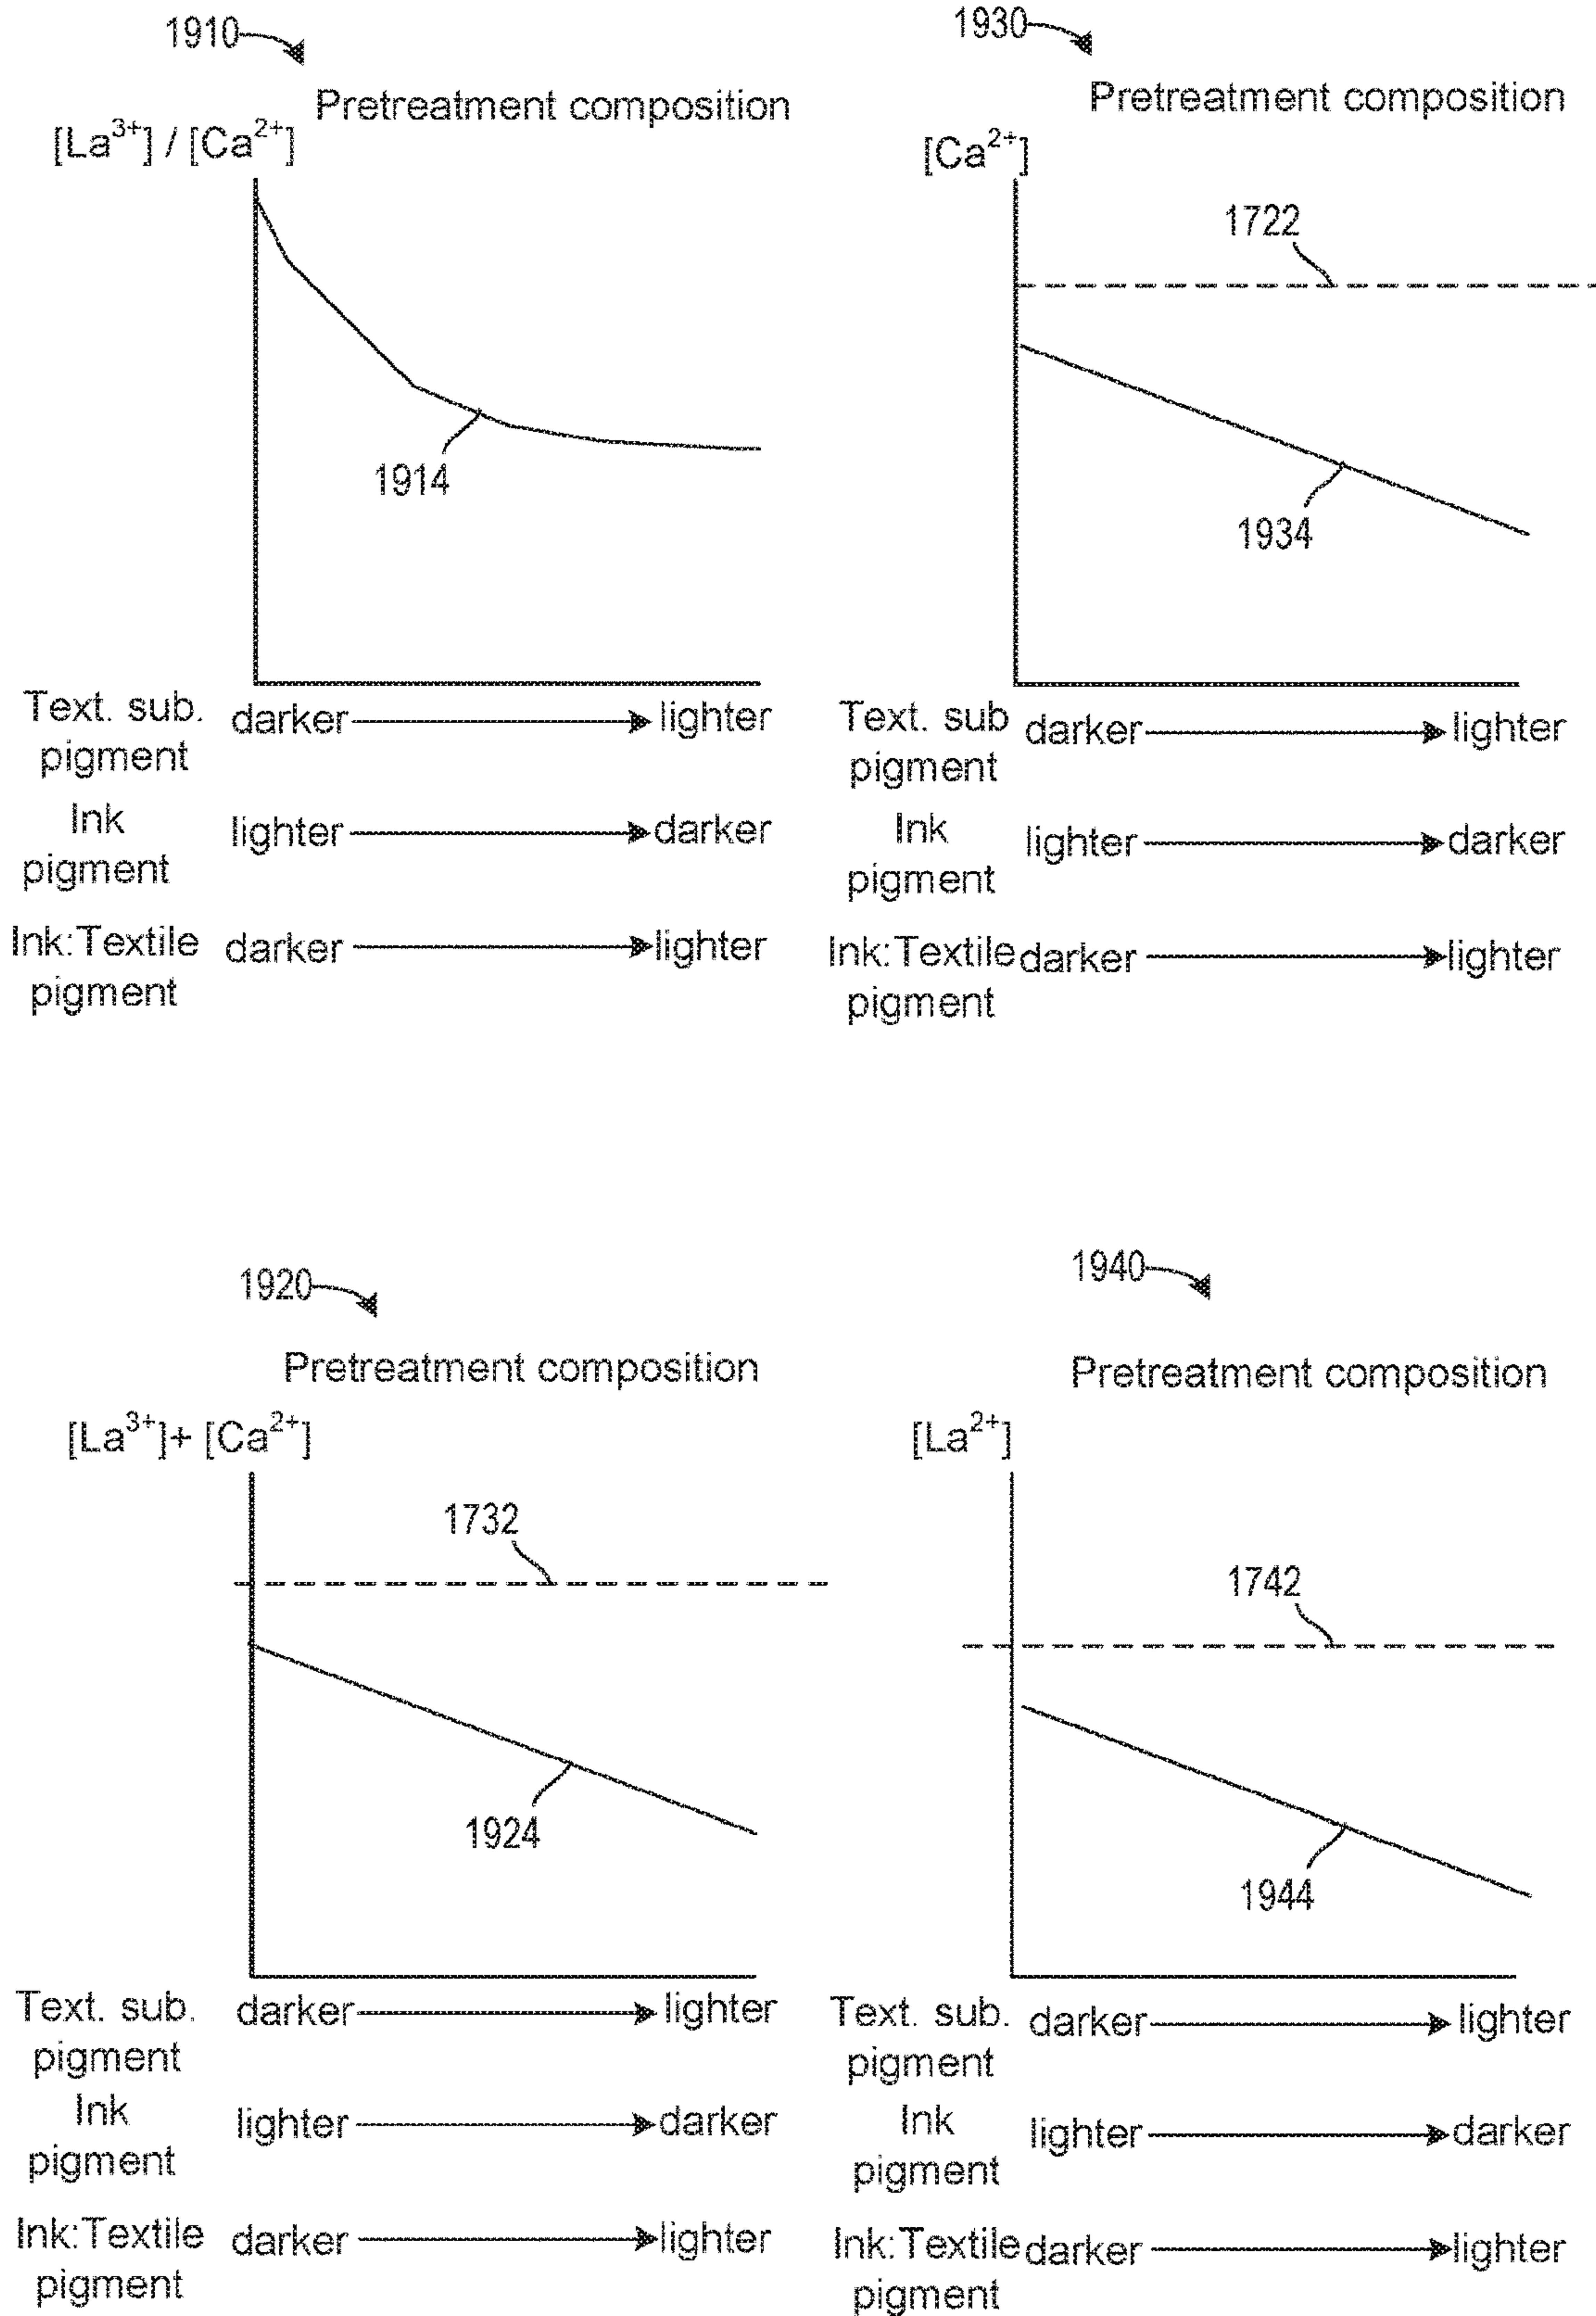 1910
Pretreatment composition
[La³⁺] / [Ca²⁺]
1914
Text. sub.
pigment
darker lighter
Ink
pigment
lighter darker
Ink:Textile
pigment
darker lighter
1930
Pretreatment composition
[Ca²⁺]
1722
1934
Text. sub
pigment
darker lighter
Ink
pigment
lighter darker
Ink:Textile
pigment
darker lighter
1920
Pretreatment composition
[La³⁺]+ [Ca²⁺]
1732
1924
Text. sub.
pigment
darker lighter
Ink
pigment
lighter darker
Ink:Textile
pigment
darker lighter
1940
Pretreatment composition
[La²⁺]
1742
1944
Text. sub.
pigment
darker lighter
Ink
pigment
lighter darker
Ink:Textile
pigment
darker lighter